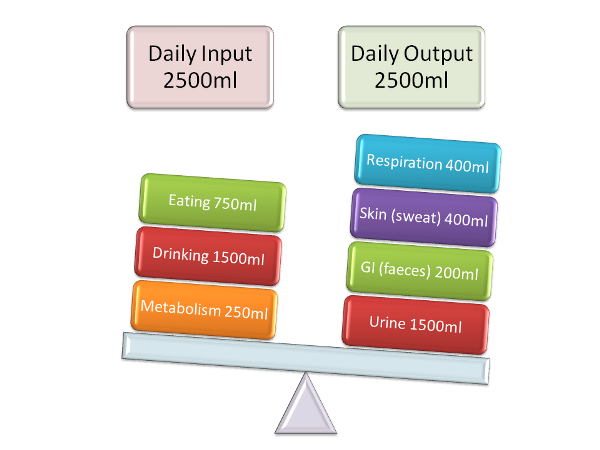 Daily Input
2500ml
Daily Output
2500ml
Eating 750ml
Drinking 1500ml
Metabolism 250ml
Respiration 400ml
Skin (sweat) 400ml
GI (faeces) 200ml
Urine 1500ml